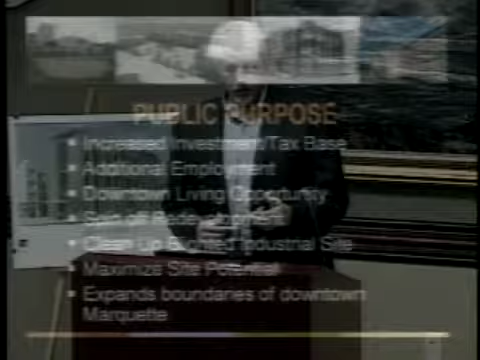 PUBLIC PURPOSE
Increased Investment/Tax Base
Additional Employment
Downtown Living Opportunity
Spin off Redevelopment
Clean Up Blighted Industrial Site
Maximize Site Potential
Expands boundaries of downtown
Marquette